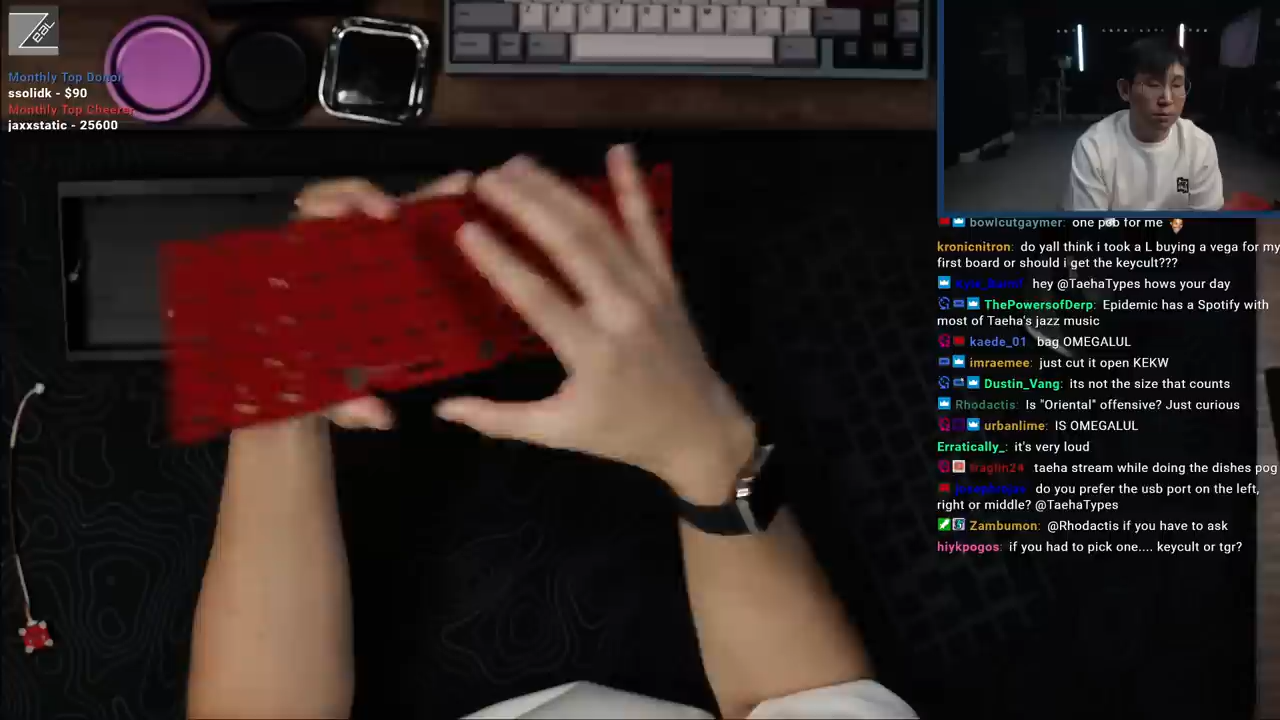 Zeal
Monthly Top Donor
ssolidk - $90
Monthly Top Cheerer
jaxxstatic - 25600
bowlcutgaymer: one pcb for me
kronicnitron: do yall think i took a L buying a vega for my
first board or should i get the keycult???
hey @TaehaTypes hows your day
ThePowersofDerp: Epidemic has a Spotify with
most of Taeha's jazz music
kaede_01 bag OMEGALUL
imraemee: just cut it open KEKW
Dustin_Vang: its not the size that counts
Rhodactis: Is "Oriental" offensive? Just curious
urbanlime: IS OMEGALUL
Erratically_: it's very loud
taeha stream while doing the dishes pog
do you prefer the usb port on the left,
right or middle? @TaehaTypes
Zambumon: @Rhodactis if you have to ask
hiykpogos: if you had to pick one.... keycult or tgr?